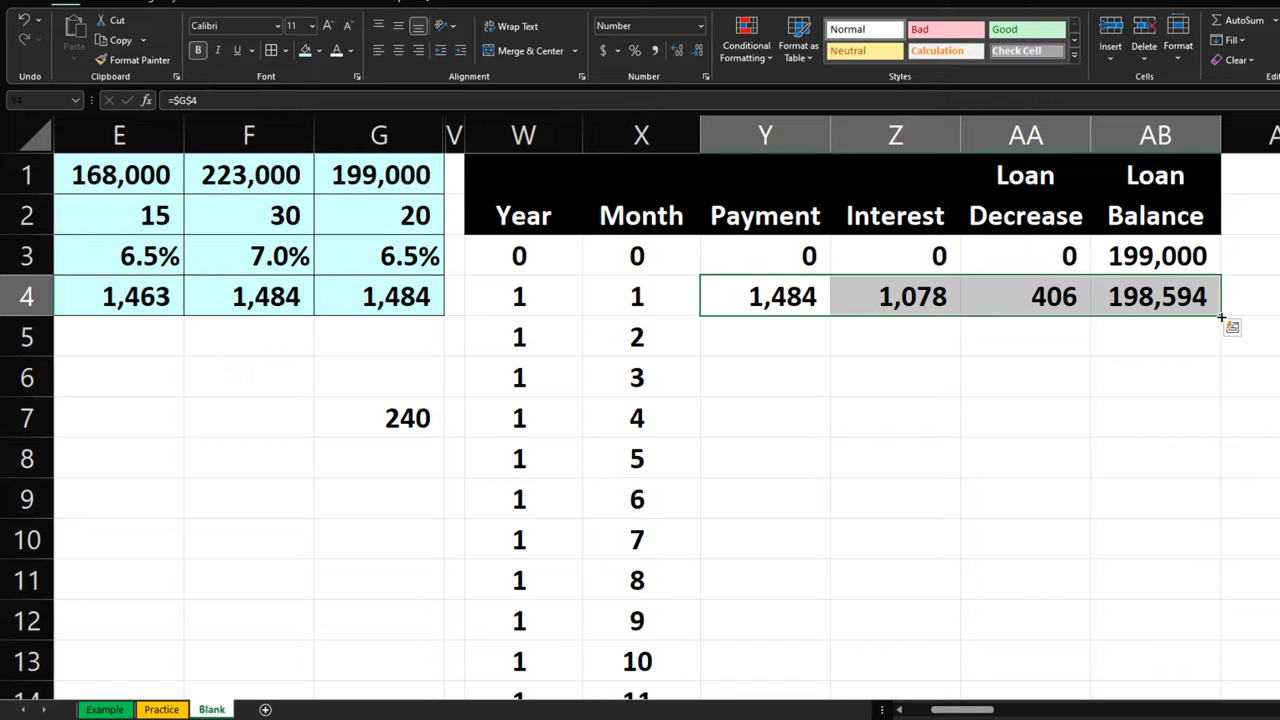 Cut
Calibri 11 A A
Wrap Text
Number
Normal Bad Good
AutoSum
Paste Copy
Conditional Format as
Insert Delete Format
Fill
Format Painter
B I U A
Merge & Center
$ % ,
Formatting Table
Neutral Calculation Check Cell
Clear
Undo Clipboard Font Alignment Number Styles Cells
Y4 fx =$G$4
E F G V W X Y Z AA AB A
1 168,000 223,000 199,000 Loan Loan
2 15 30 20 Year Month Payment Interest Decrease Balance
3 6.5% 7.0% 6.5% 0 0 0 0 0 199,000
4 1,463 1,484 1,484 1 1 1,484 1,078 406 198,594
5 1 2
6 1 3
7 240 1 4
8 1 5
9 1 6
10 1 7
11 1 8
12 1 9
13 1 10
14 1 11
Example Practice Blank